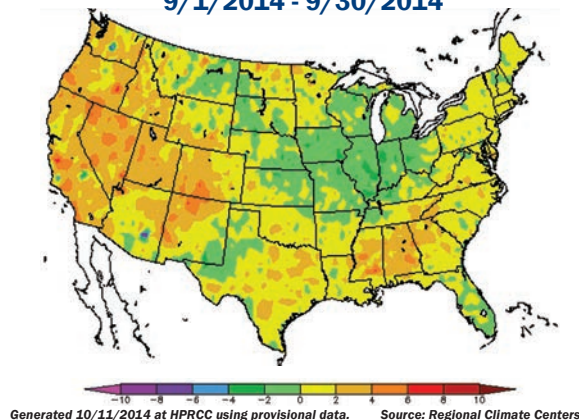 9/1/2014 - 9/30/2014
-10 -8 -6 -4 -2 0 2 4 6 8 10
Generated 10/11/2014 at HPRCC using provisional data. Source: Regional Climate Centers